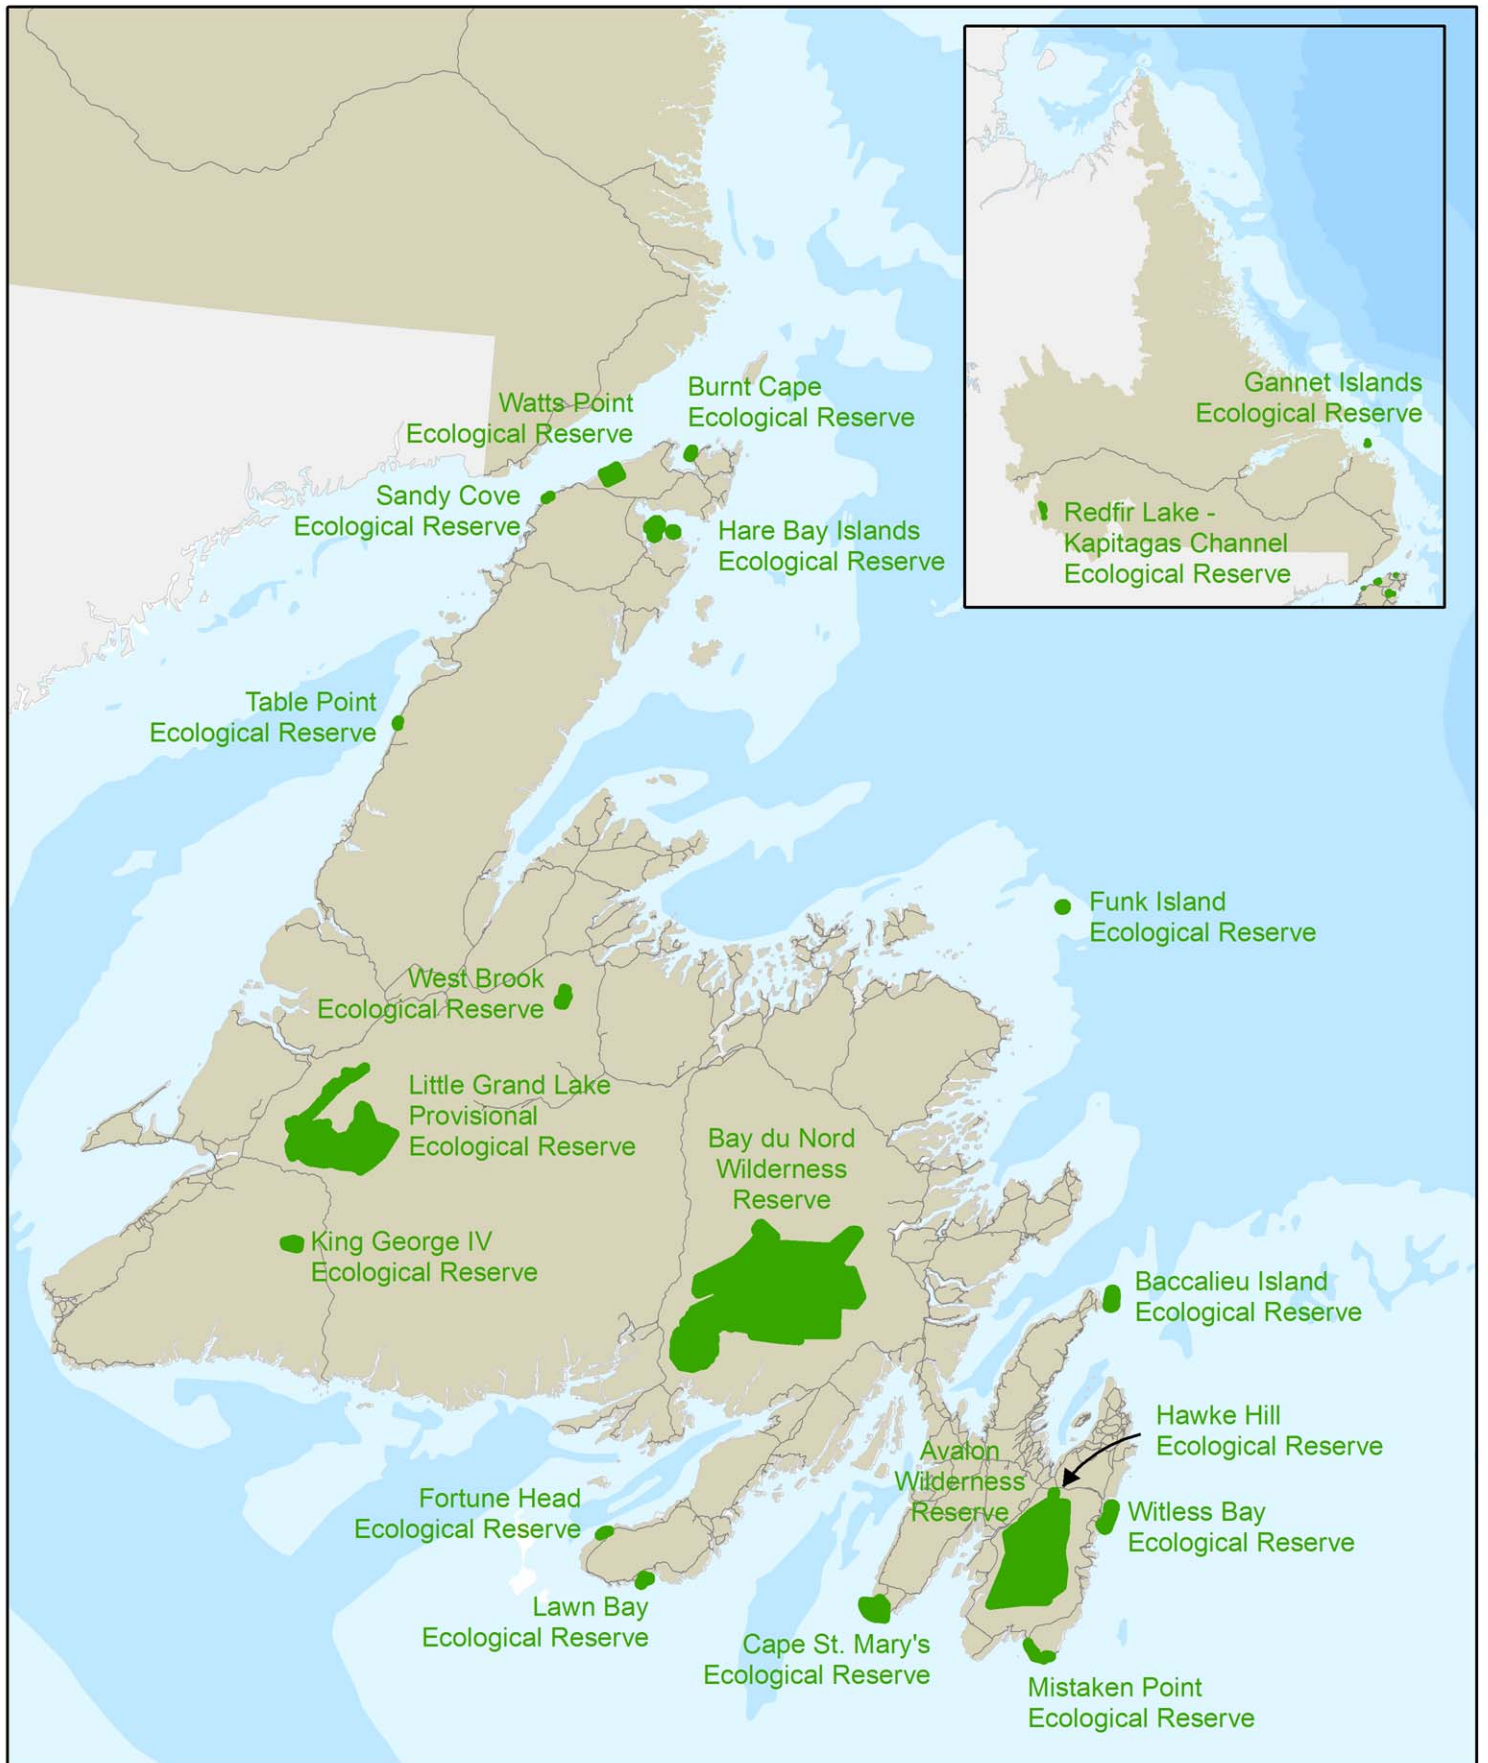 Burnt Cape
Ecological Reserve
Watts Point
Ecological Reserve
Gannet Islands
Ecological Reserve
Sandy Cove
Ecological Reserve
Hare Bay Islands
Ecological Reserve
Redfir Lake -
Kapitagas Channel
Ecological Reserve
Table Point
Ecological Reserve
Funk Island
Ecological Reserve
West Brook
Ecological Reserve
Little Grand Lake
Provisional
Ecological Reserve
Bay du Nord
Wilderness
Reserve
King George IV
Ecological Reserve
Baccalieu Island
Ecological Reserve
Hawke Hill
Ecological Reserve
Avalon
Wilderness
Reserve
Fortune Head
Ecological Reserve
Witless Bay
Ecological Reserve
Lawn Bay
Ecological Reserve
Cape St. Mary's
Ecological Reserve
Mistaken Point
Ecological Reserve